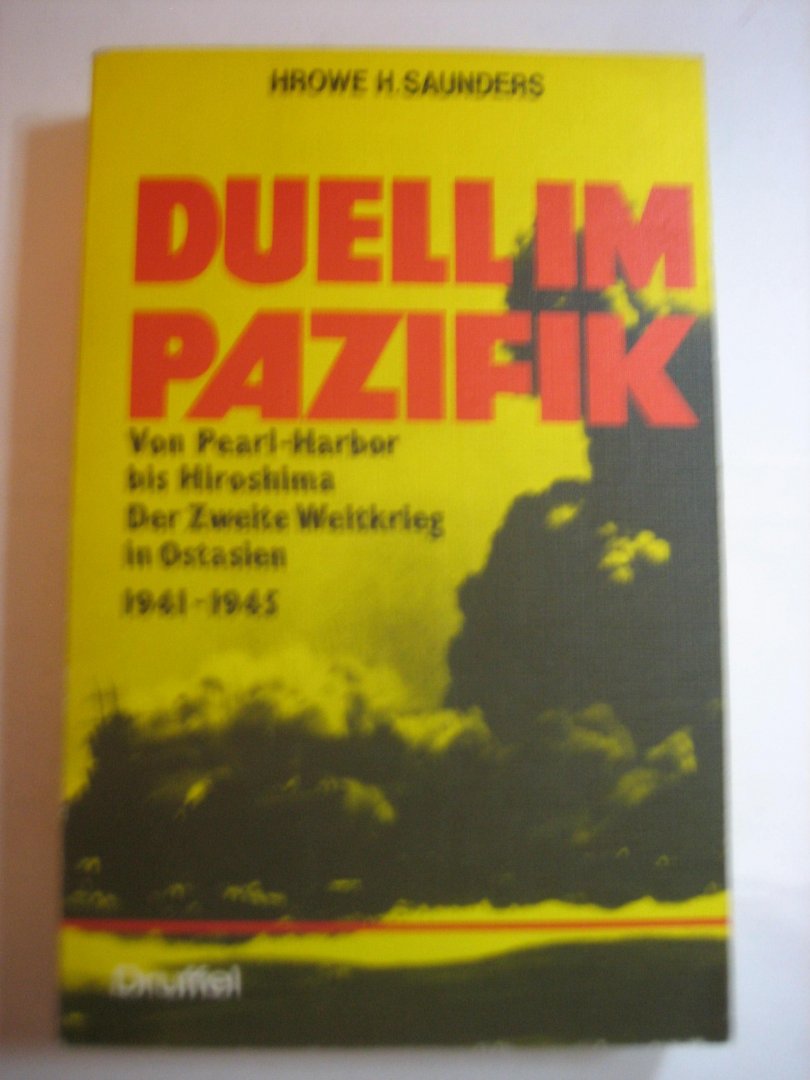 HROWE H. SAUNDERS
DUELL IM
PAZIFIK
Von Pearl-Harbor
bis Hiroshima
Der Zweite Weltkrieg
in Ostasien
1941-1945
Druffel